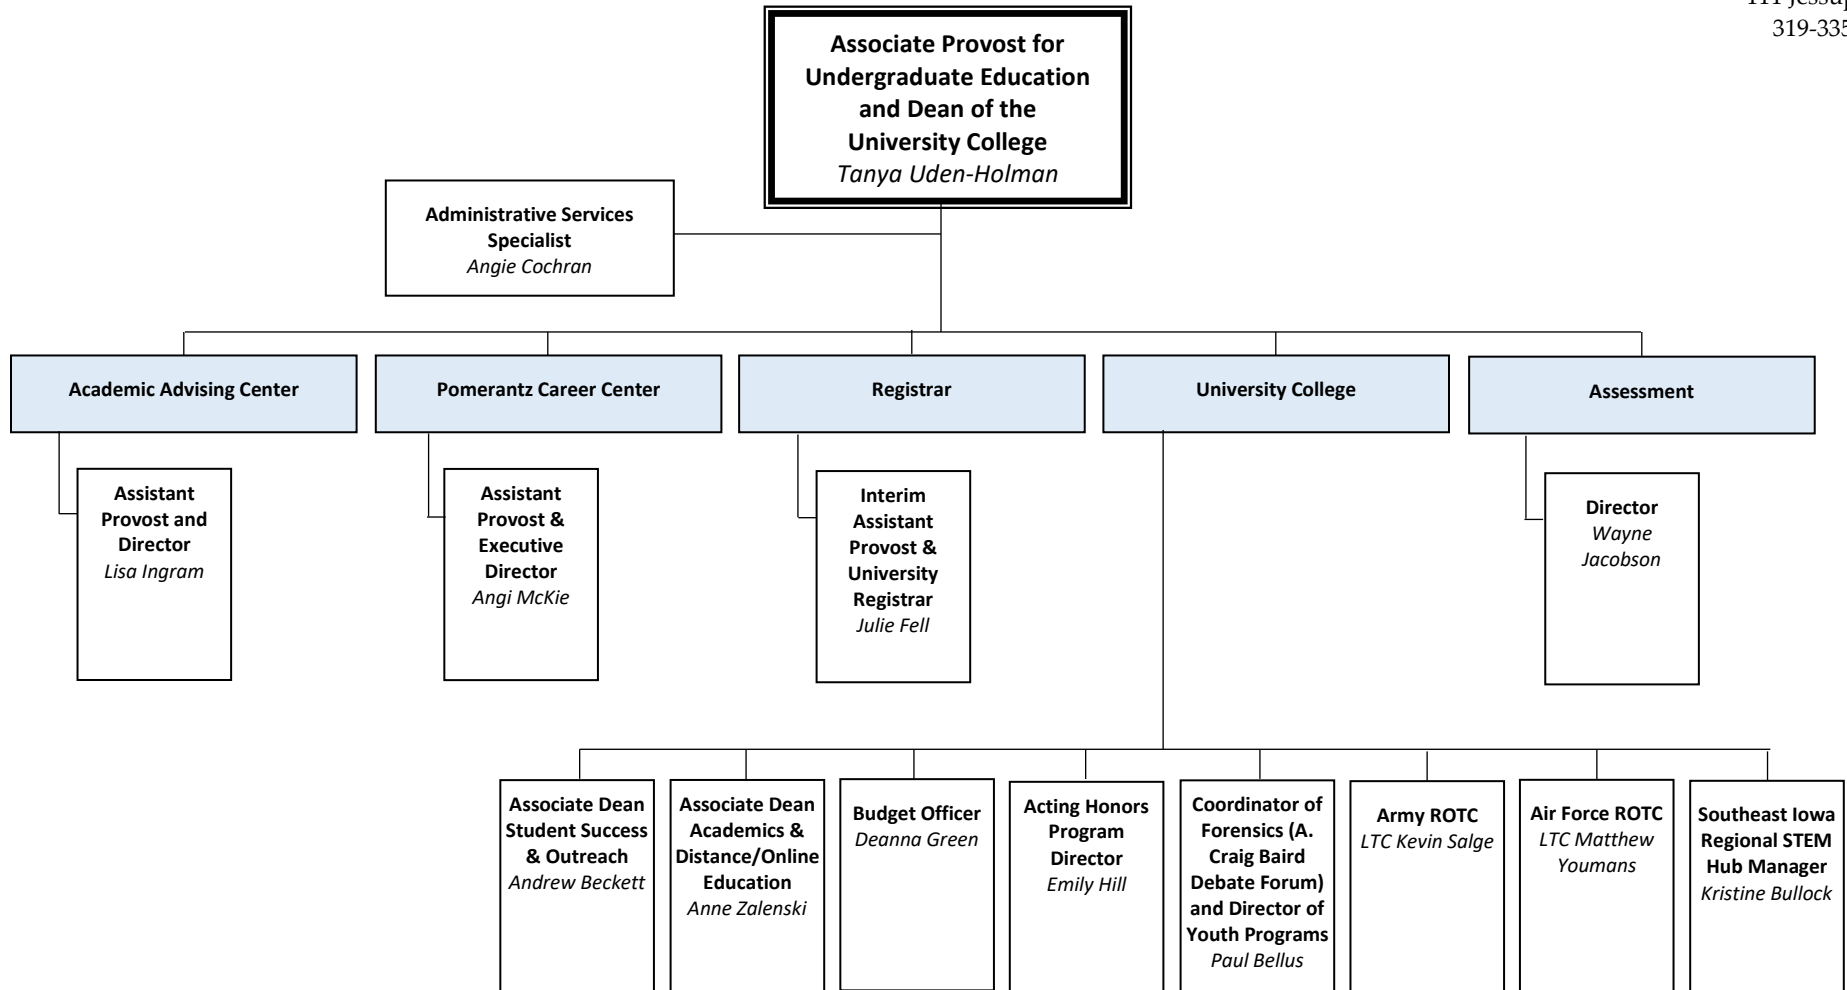 111 Jessup
319-335
Associate Provost for
Undergraduate Education
and Dean of the
University College
Tanya Uden-Holman
Administrative Services
Specialist
Angie Cochran
Academic Advising Center
Pomerantz Career Center
Registrar
University College
Assessment
Assistant
Provost and
Director
Lisa Ingram
Assistant
Provost &
Executive
Director
Angi McKie
Interim
Assistant
Provost &
University
Registrar
Julie Fell
Director
Wayne
Jacobson
Associate Dean
Student Success
& Outreach
Andrew Beckett
Associate Dean
Academics &
Distance/Online
Education
Anne Zalenski
Budget Officer
Deanna Green
Acting Honors
Program
Director
Emily Hill
Coordinator of
Forensics (A.
Craig Baird
Debate Forum)
and Director of
Youth Programs
Paul Bellus
Army ROTC
LTC Kevin Salge
Air Force ROTC
LTC Matthew
Youmans
Southeast Iowa
Regional STEM
Hub Manager
Kristine Bullock